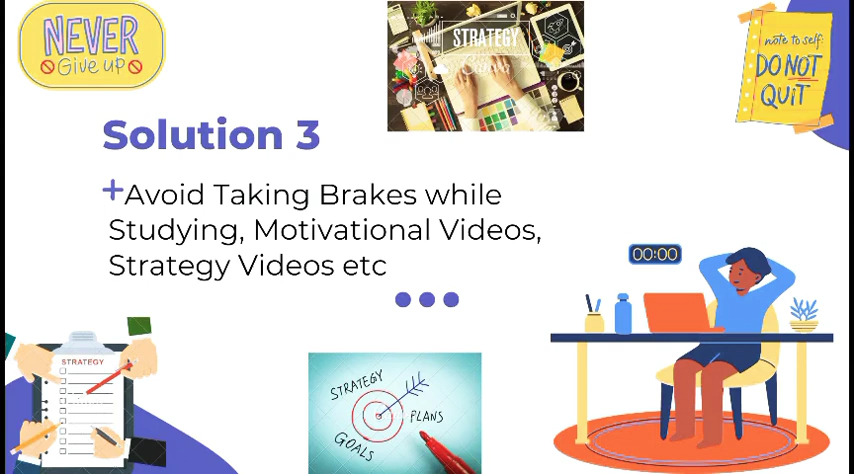 NEVER
Give up
STRATEGY
note to self:
DO NOT
QUIT
Solution 3
+Avoid Taking Brakes while
Studying, Motivational Videos,
Strategy Videos etc
00:00
STRATEGY
STRATEGY
PLANS
GOALS